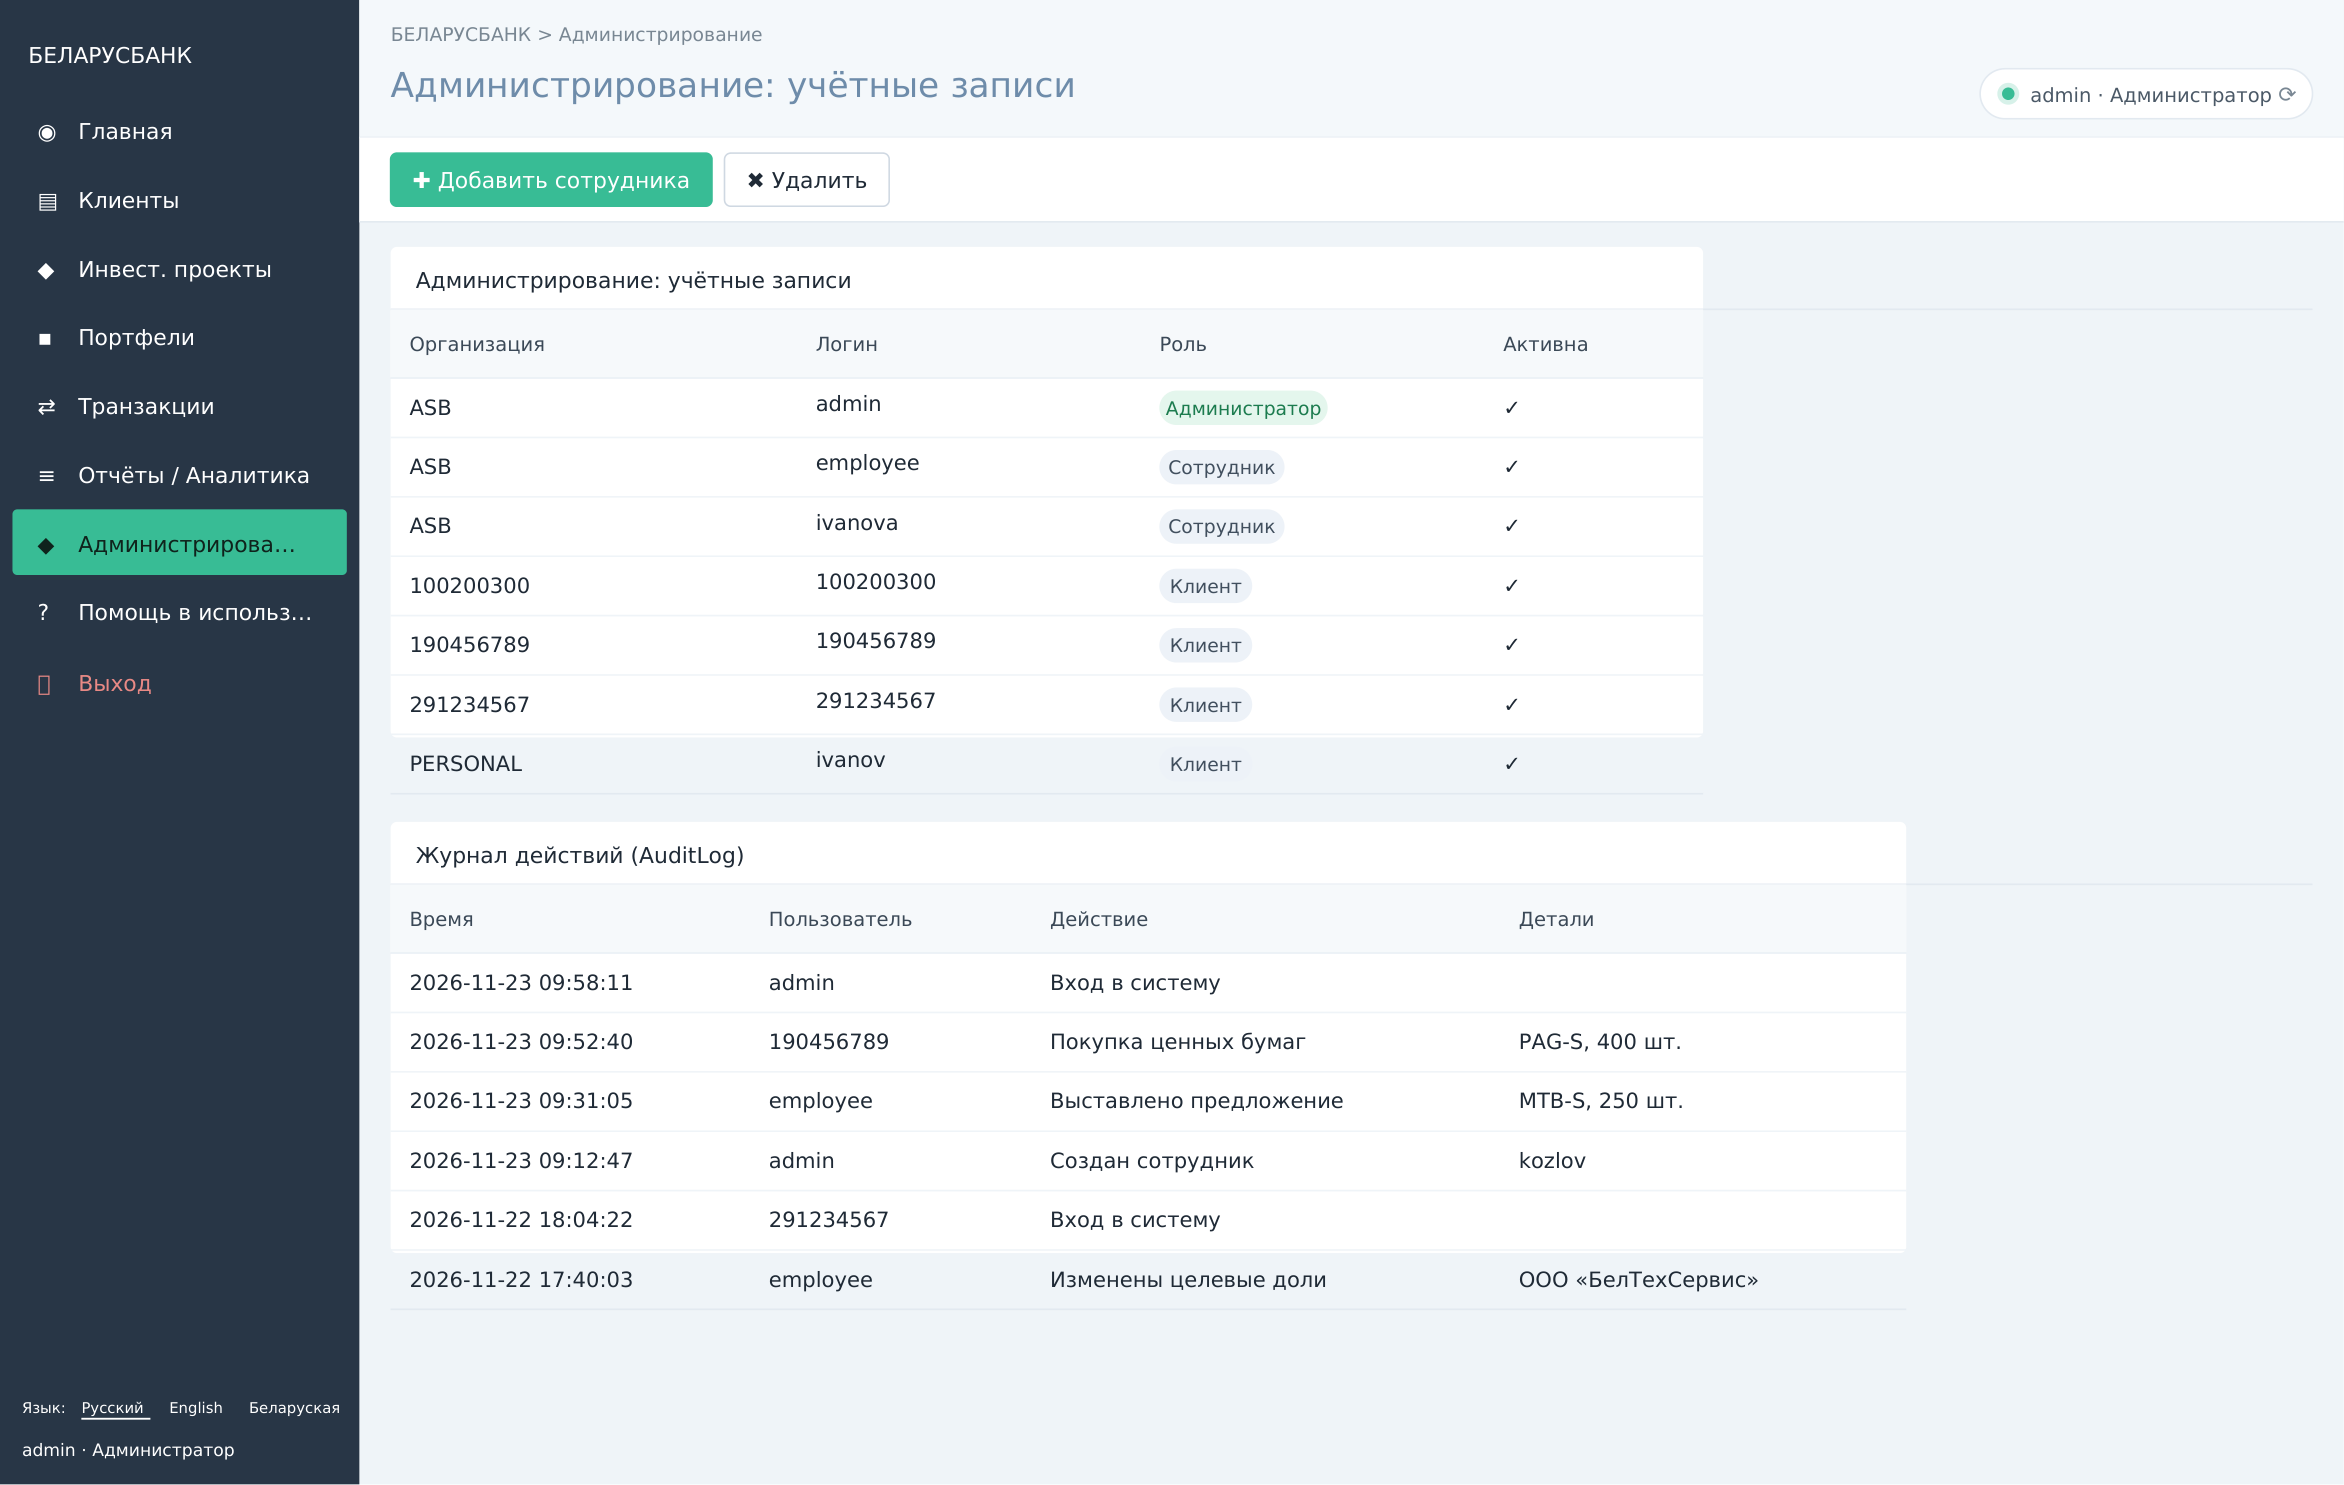 БЕЛАРУСБАНК
◉ Главная
▤ Клиенты
◆ Инвест. проекты
▪ Портфели
⇄ Транзакции
≡ Отчёты / Аналитика
◆ Администрирова...
? Помощь в использ...
Выход
Язык: Русский English Беларуская
admin · Администратор
БЕЛАРУСБАНК > Администрирование
Администрирование: учётные записи
admin · Администратор ⟳
✚ Добавить сотрудника ✖ Удалить
Администрирование: учётные записи
Организация Логин Роль Активна
ASB admin Администратор ✓
ASB employee Сотрудник ✓
ASB ivanova Сотрудник ✓
100200300 100200300 Клиент ✓
190456789 190456789 Клиент ✓
291234567 291234567 Клиент ✓
PERSONAL ivanov Клиент ✓
Журнал действий (AuditLog)
Время Пользователь Действие Детали
2026-11-23 09:58:11 admin Вход в систему
2026-11-23 09:52:40 190456789 Покупка ценных бумаг PAG-S, 400 шт.
2026-11-23 09:31:05 employee Выставлено предложение MTB-S, 250 шт.
2026-11-23 09:12:47 admin Создан сотрудник kozlov
2026-11-22 18:04:22 291234567 Вход в систему
2026-11-22 17:40:03 employee Изменены целевые доли ООО «БелТехСервис»